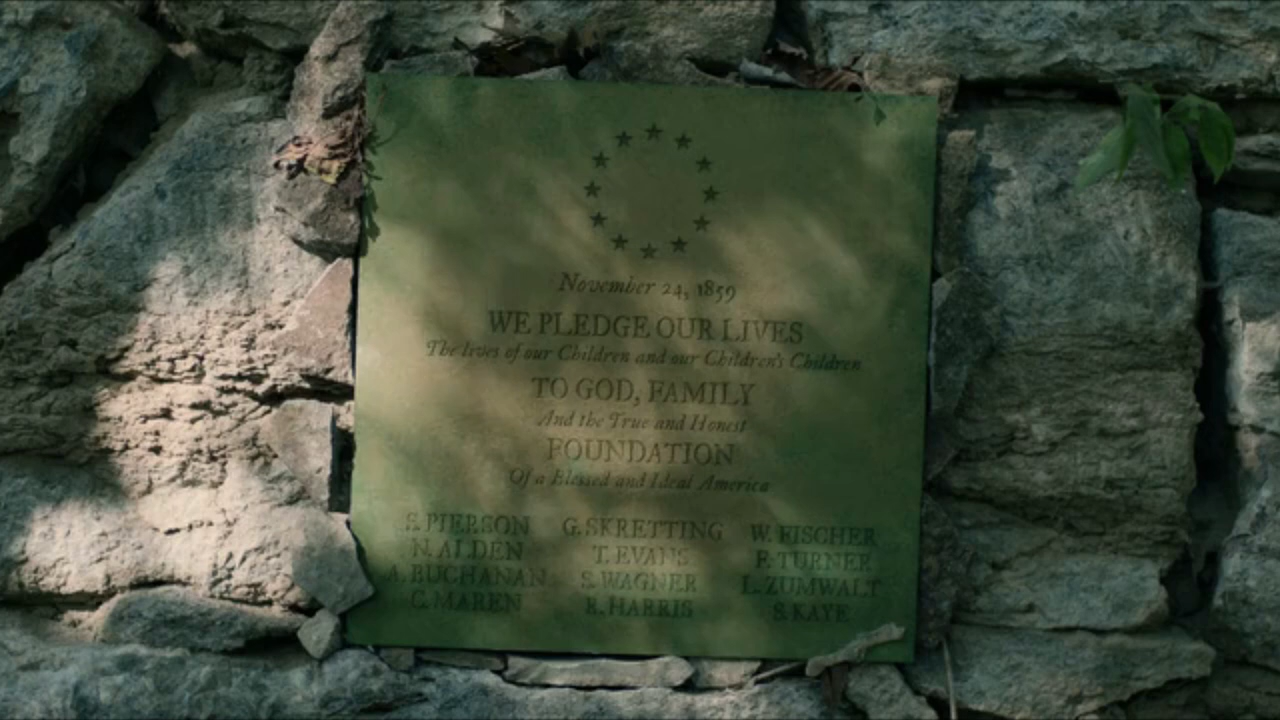 November 24, 1859
WE PLEDGE OUR LIVES
The lives of our Children and our Children's Children
TO GOD, FAMILY
And the True and Honest
FOUNDATION
Of a Blessed and Ideal America
S. PIERSON G. SKRETTING W. FISCHER
N. ALDEN T. EVANS F. TURNER
A. BUCHANAN S. WAGNER L. ZUMWALT
C. MAREN R. HARRIS S. KAYE